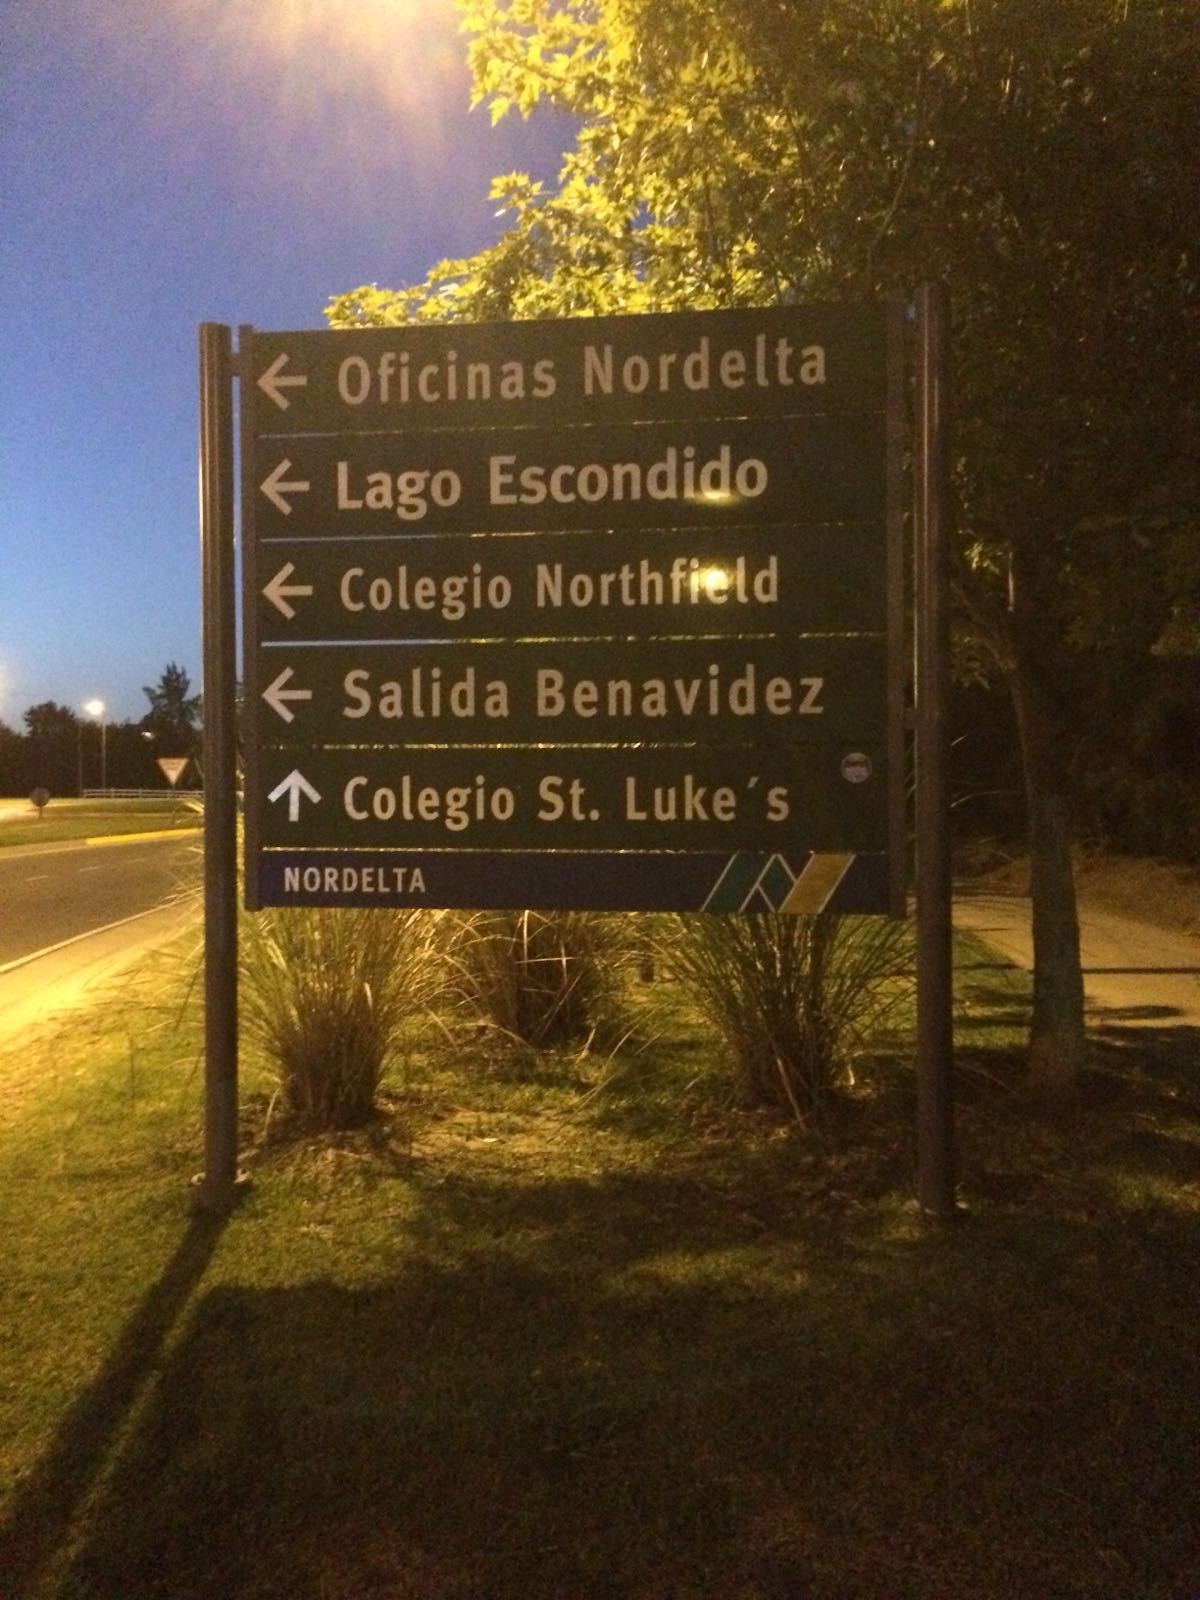 ← Oficinas Nordelta
← Lago Escondido
← Colegio Northfield
← Salida Benavidez
↑ Colegio St. Luke´s
NORDELTA